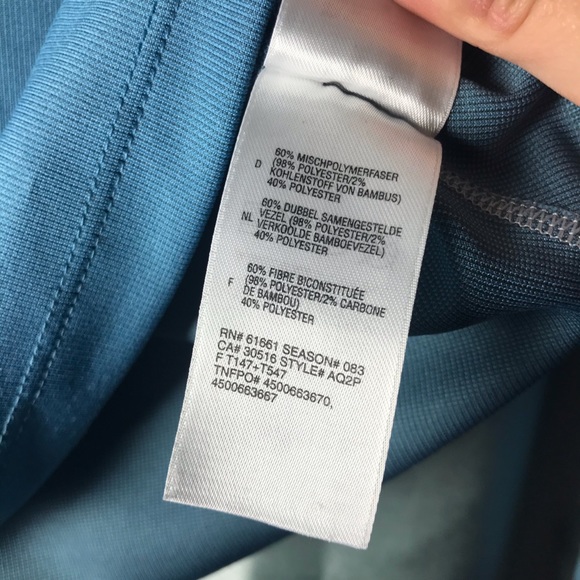 60% MISCHPOLYMERFASER
D (98% POLYESTER/2%
KOHLENSTOFF VON BAMBUS)
40% POLYESTER
60% DUBBEL SAMENGESTELDE
NL VEZEL (98% POLYESTER/2%
VERKOOLDE BAMBOEVEZEL)
40% POLYESTER
60% FIBRE BICONSTITUÉE
F (98% POLYESTER/2% CARBONE
DE BAMBOU)
40% POLYESTER
RN# 61661 SEASON# 083
CA# 30516 STYLE# AQ2P
F T147+T547
TNFPO# 4500663670,
4500663667